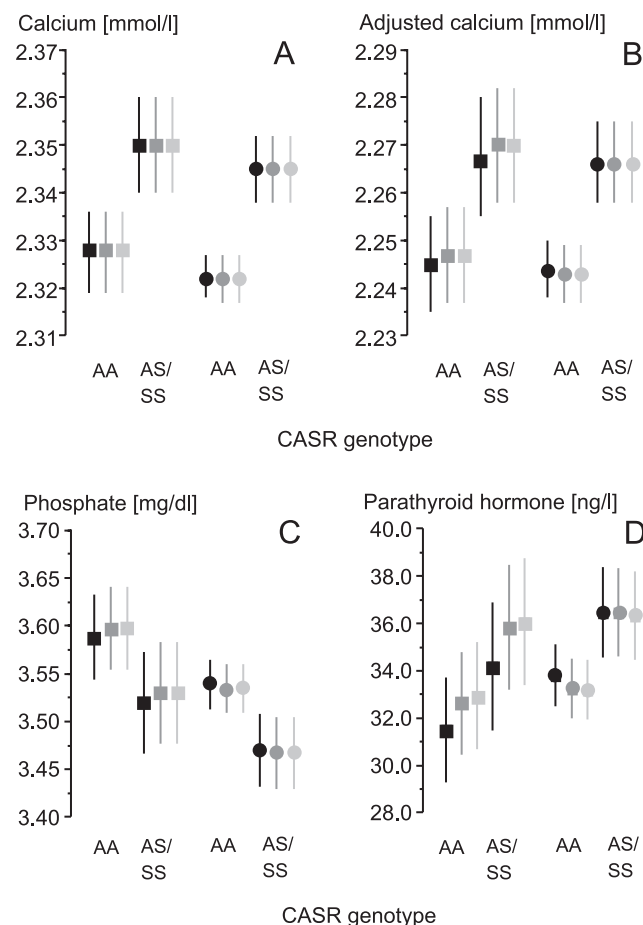 Calcium [mmol/l]
A
2.37
2.36
2.35
2.34
2.33
2.32
2.31
AA
AS/
SS
AA
AS/
SS
Adjusted calcium [mmol/l]
B
2.29
2.28
2.27
2.26
2.25
2.24
2.23
AA
AS/
SS
AA
AS/
SS
CASR genotype
Phosphate [mg/dl]
C
3.70
3.65
3.60
3.55
3.50
3.45
3.40
AA
AS/
SS
AA
AS/
SS
Parathyroid hormone [ng/l]
D
40.0
38.0
36.0
34.0
32.0
30.0
28.0
AA
AS/
SS
AA
AS/
SS
CASR genotype